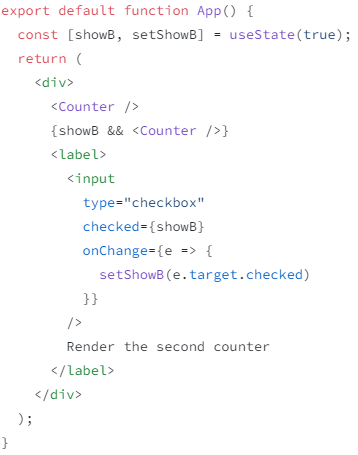 export default function App() {
  const [showB, setShowB] = useState(true);
  return (
    <div>
      <Counter />
      {showB && <Counter />}
      <label>
        <input
          type="checkbox"
          checked={showB}
          onChange={e => {
            setShowB(e.target.checked)
          }}
        />
        Render the second counter
      </label>
    </div>
  );
}